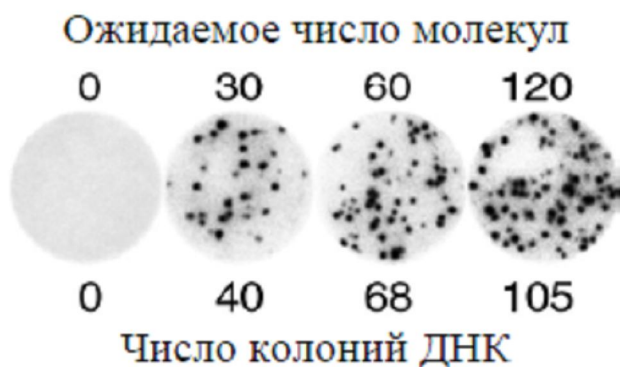 Ожидаемое число молекул
0 30 60 120
0 40 68 105
Число колоний ДНК